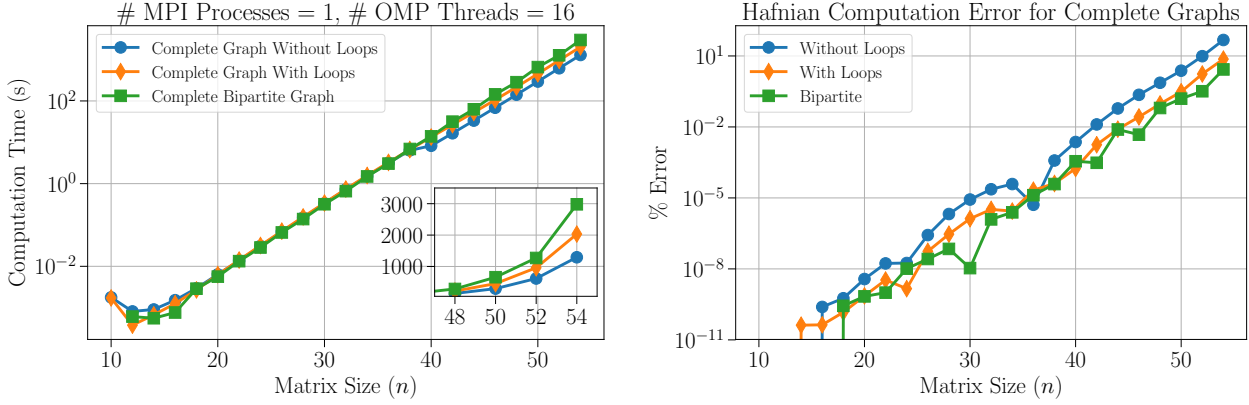 # MPI Processes = 1, # OMP Threads = 16
Computation Time (s)
10^2
10^0
10^{-2}
Complete Graph Without Loops
Complete Graph With Loops
Complete Bipartite Graph
3000
2000
1000
48 50 52 54
10 20 30 40 50
Matrix Size (n)
Hafnian Computation Error for Complete Graphs
% Error
10^1
10^{-2}
10^{-5}
10^{-8}
10^{-11}
Without Loops
With Loops
Bipartite
10 20 30 40 50
Matrix Size (n)